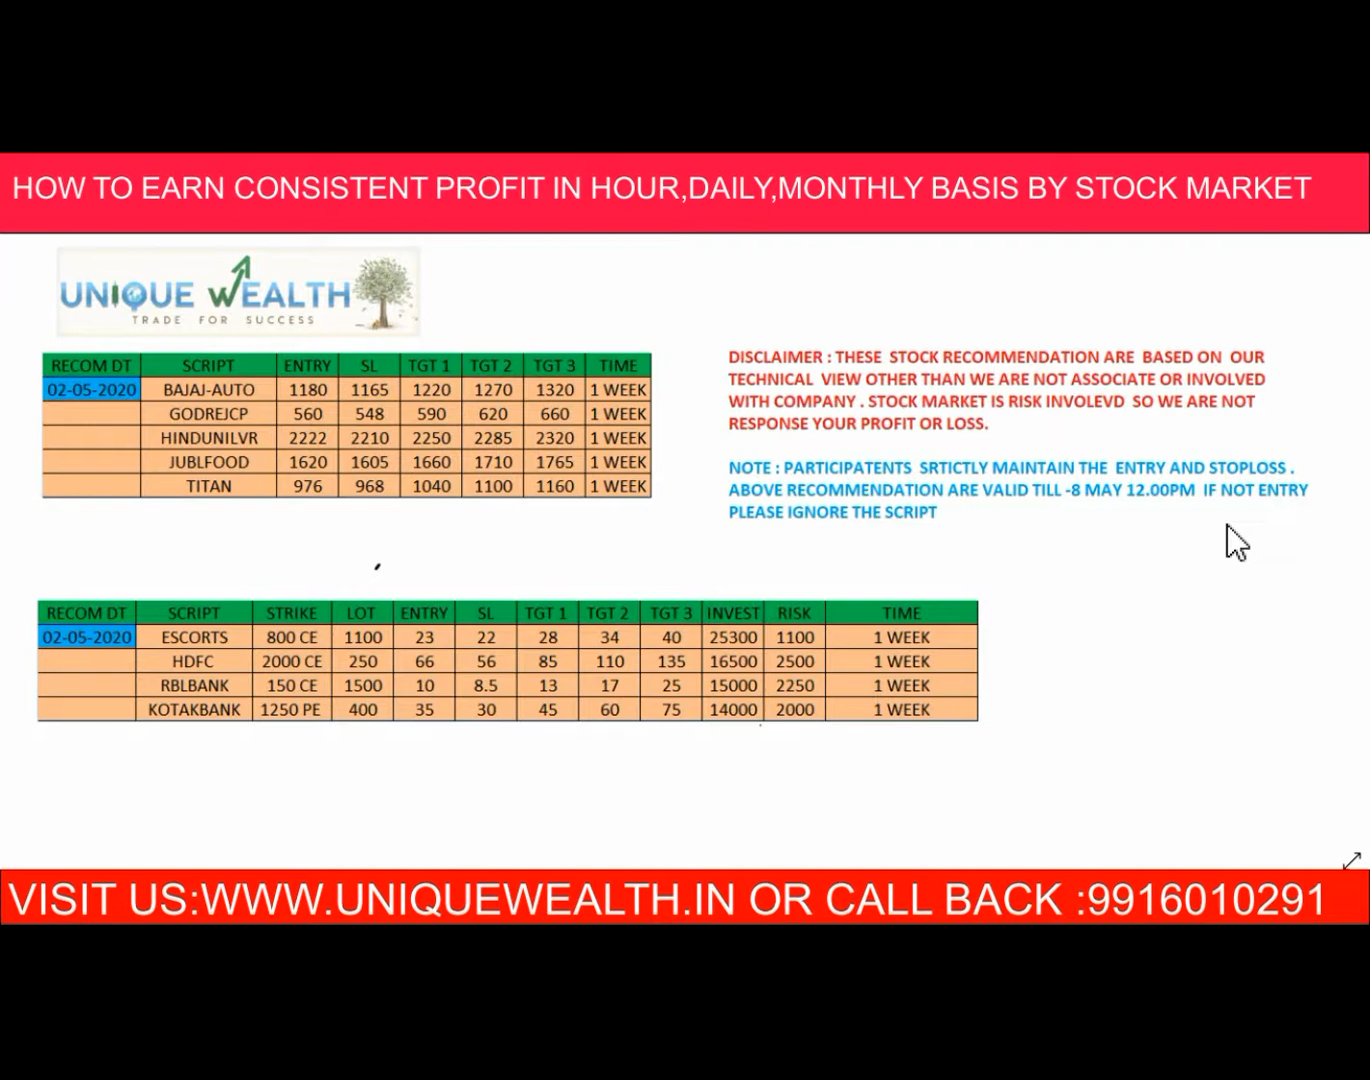 HOW TO EARN CONSISTENT PROFIT IN HOUR,DAILY,MONTHLY BASIS BY STOCK MARKET
UNIQUE WEALTH
TRADE FOR SUCCESS
RECOM DT SCRIPT ENTRY SL TGT 1 TGT 2 TGT 3 TIME
02-05-2020 BAJAJ-AUTO 1180 1165 1220 1270 1320 1 WEEK
GODREJCP 560 548 590 620 660 1 WEEK
HINDUNILVR 2222 2210 2250 2285 2320 1 WEEK
JUBLFOOD 1620 1605 1660 1710 1765 1 WEEK
TITAN 976 968 1040 1100 1160 1 WEEK
DISCLAIMER : THESE STOCK RECOMMENDATION ARE BASED ON OUR
TECHNICAL VIEW OTHER THAN WE ARE NOT ASSOCIATE OR INVOLVED
WITH COMPANY . STOCK MARKET IS RISK INVOLEVD SO WE ARE NOT
RESPONSE YOUR PROFIT OR LOSS.
NOTE : PARTICIPATENTS SRTICTLY MAINTAIN THE ENTRY AND STOPLOSS .
ABOVE RECOMMENDATION ARE VALID TILL -8 MAY 12.00PM IF NOT ENTRY
PLEASE IGNORE THE SCRIPT
RECOM DT SCRIPT STRIKE LOT ENTRY SL TGT 1 TGT 2 TGT 3 INVEST RISK TIME
02-05-2020 ESCORTS 800 CE 1100 23 22 28 34 40 25300 1100 1 WEEK
HDFC 2000 CE 250 66 56 85 110 135 16500 2500 1 WEEK
RBLBANK 150 CE 1500 10 8.5 13 17 25 15000 2250 1 WEEK
KOTAKBANK 1250 PE 400 35 30 45 60 75 14000 2000 1 WEEK
VISIT US:WWW.UNIQUEWEALTH.IN OR CALL BACK :9916010291